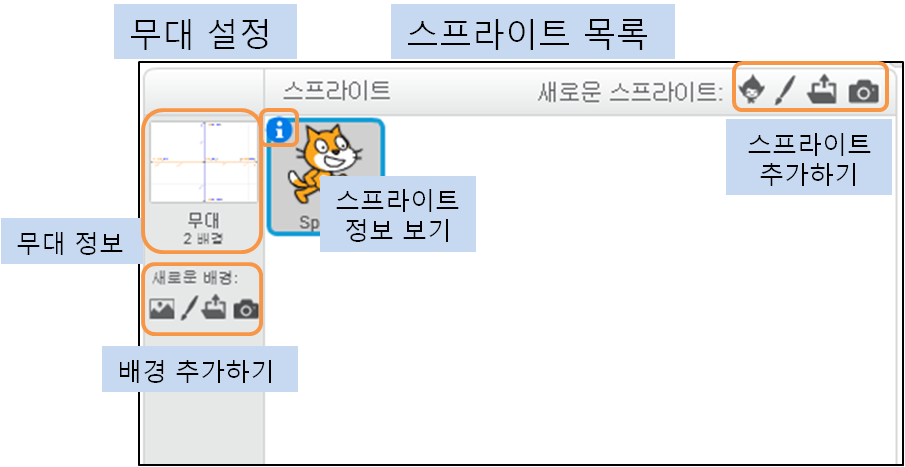 무대 설정
스프라이트 목록
스프라이트
새로운 스프라이트:
스프라이트
추가하기
무대
2 배경
Sp
스프라이트
정보 보기
무대 정보
새로운 배경:
배경 추가하기